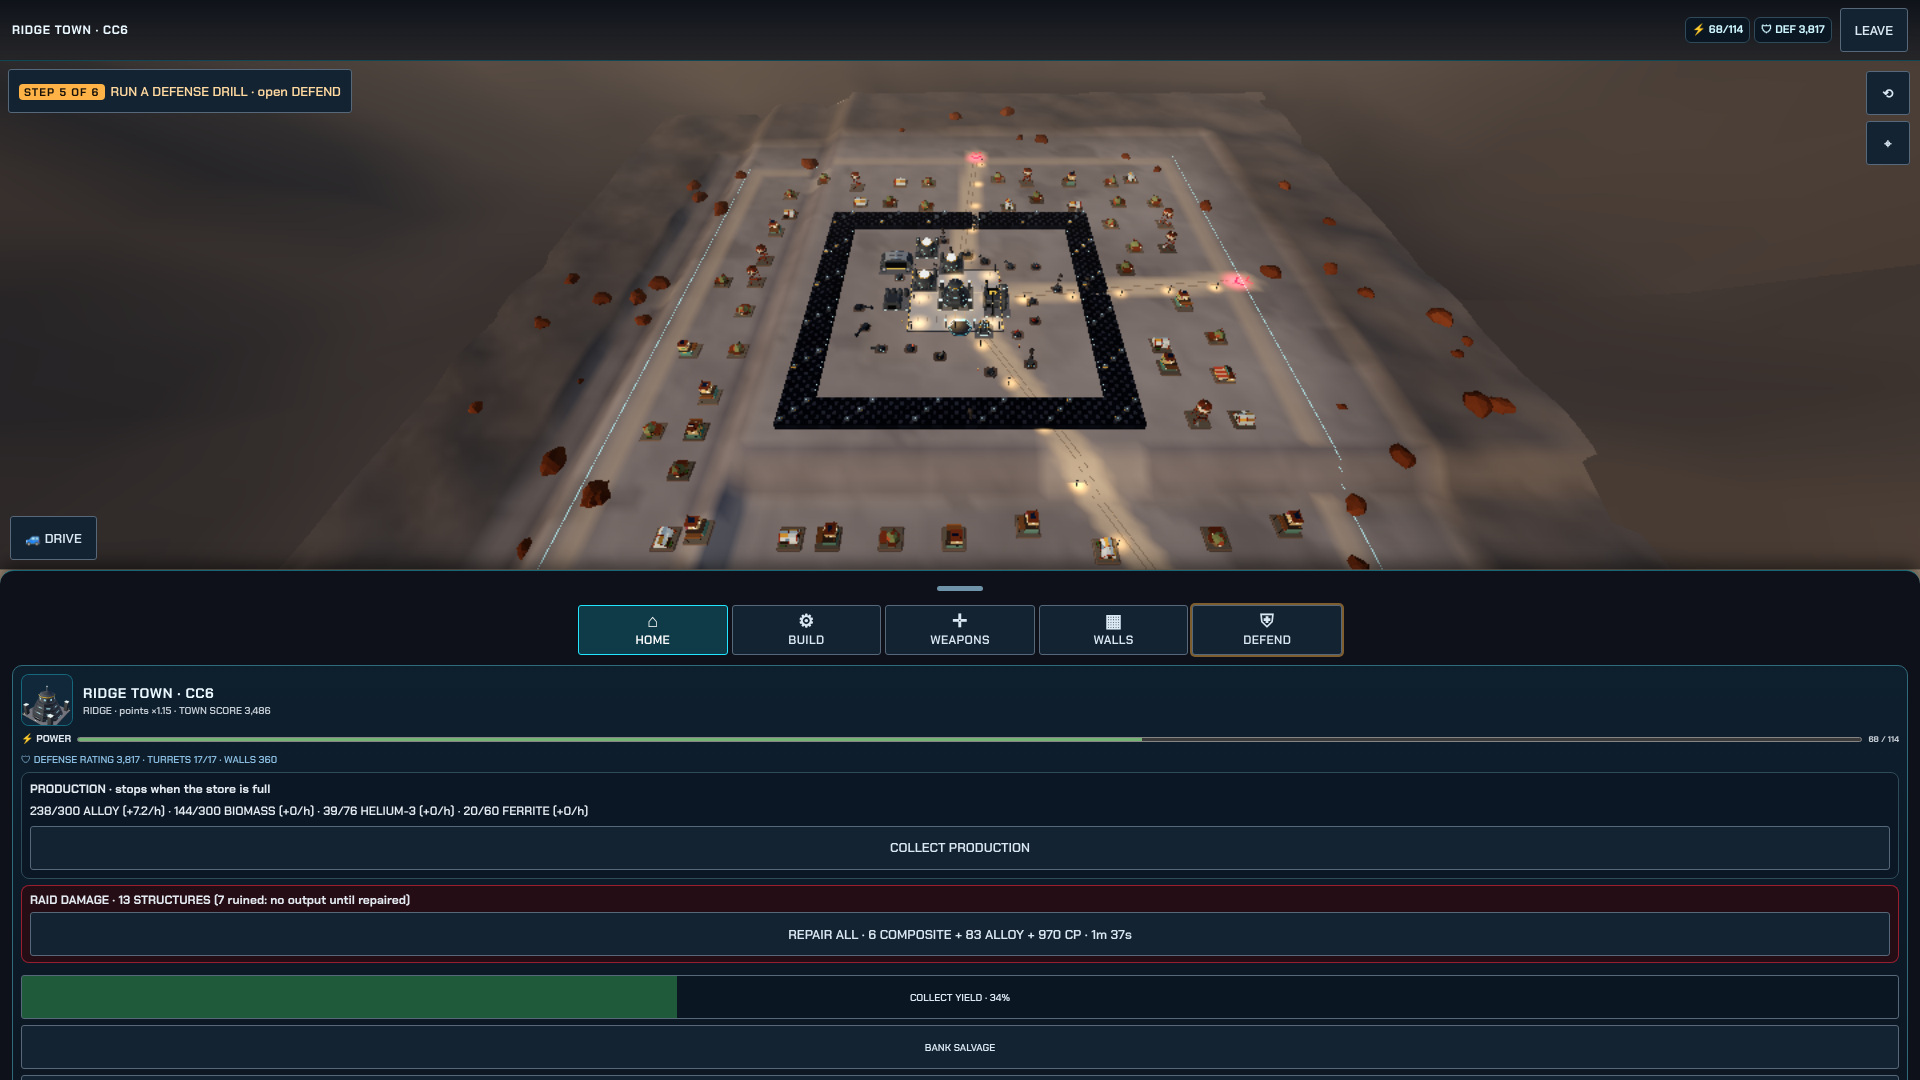 RIDGE TOWN · CC6
⚡ 68/114
🛡 DEF 3,817
LEAVE
STEP 5 OF 6 RUN A DEFENSE DRILL · open DEFEND
DRIVE
HOME
BUILD
WEAPONS
WALLS
DEFEND
RIDGE TOWN · CC6
RIDGE · points ×1.15 · TOWN SCORE 3,486
⚡ POWER
68 / 114
🛡 DEFENSE RATING 3,817 · TURRETS 17/17 · WALLS 360
PRODUCTION · stops when the store is full
238/300 ALLOY (+7.2/h) · 144/300 BIOMASS (+0/h) · 39/76 HELIUM-3 (+0/h) · 20/60 FERRITE (+0/h)
COLLECT PRODUCTION
RAID DAMAGE · 13 STRUCTURES (7 ruined: no output until repaired)
REPAIR ALL · 6 COMPOSITE + 83 ALLOY + 970 CP · 1m 37s
COLLECT YIELD · 34%
BANK SALVAGE